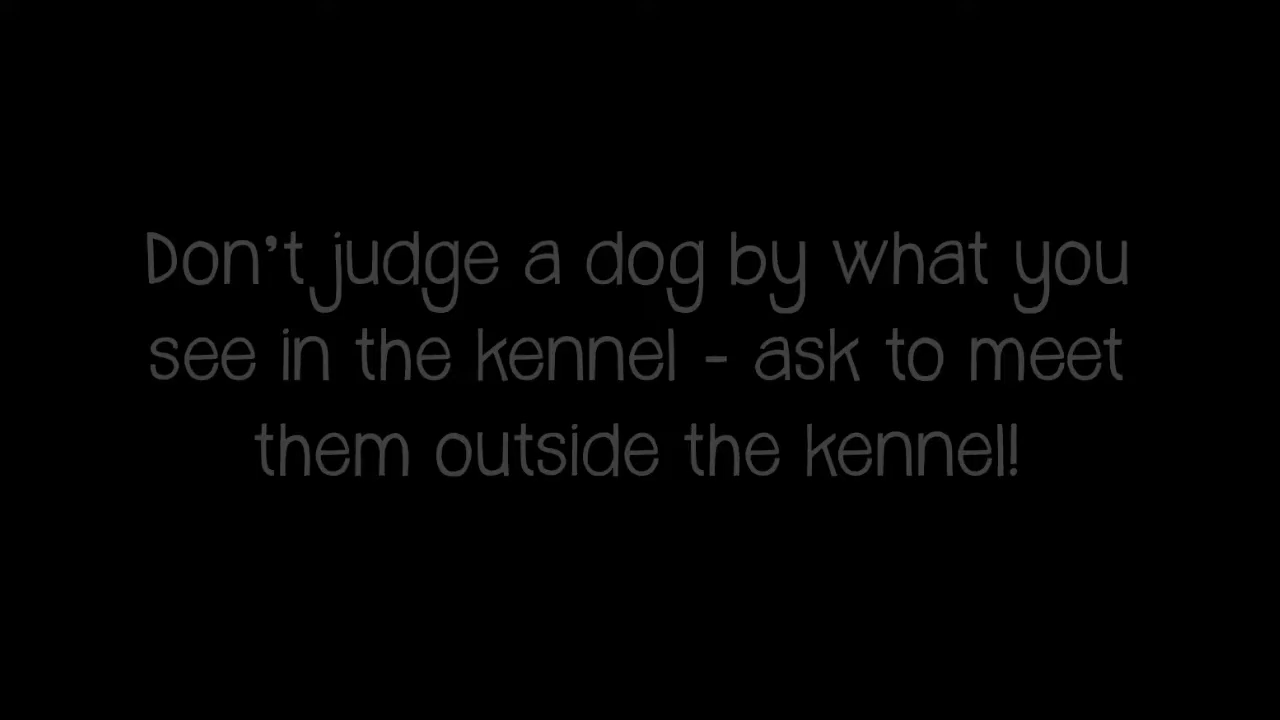 Don't judge a dog by what you
see in the kennel - ask to meet
them outside the kennel!